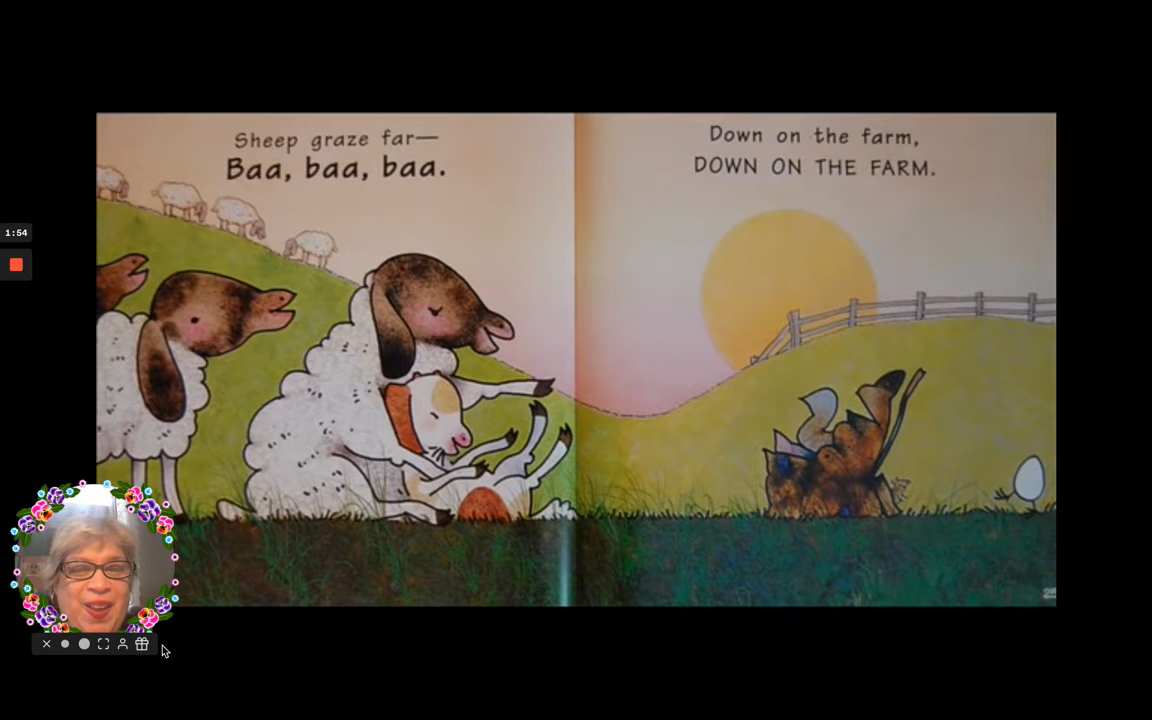 Sheep graze far—
Baa, baa, baa.
Down on the farm,
DOWN ON THE FARM.
1:54